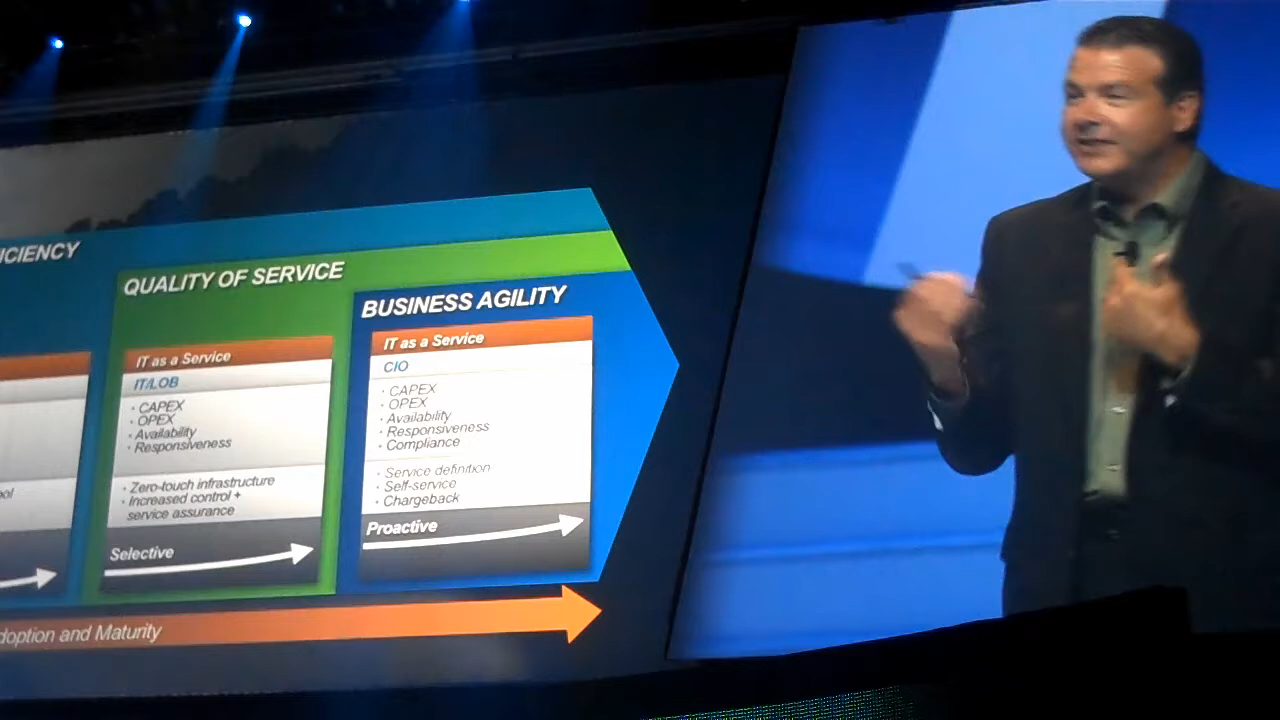 ICIENCY
QUALITY OF SERVICE
IT as a Service
IT/LOB
· CAPEX
· OPEX
· Availability
· Responsiveness
· Zero-touch infrastructure
· Increased control +
service assurance
Selective
BUSINESS AGILITY
IT as a Service
CIO
· CAPEX
· OPEX
· Availability
· Responsiveness
· Compliance
· Service definition
· Self-service
· Chargeback
Proactive
doption and Maturity